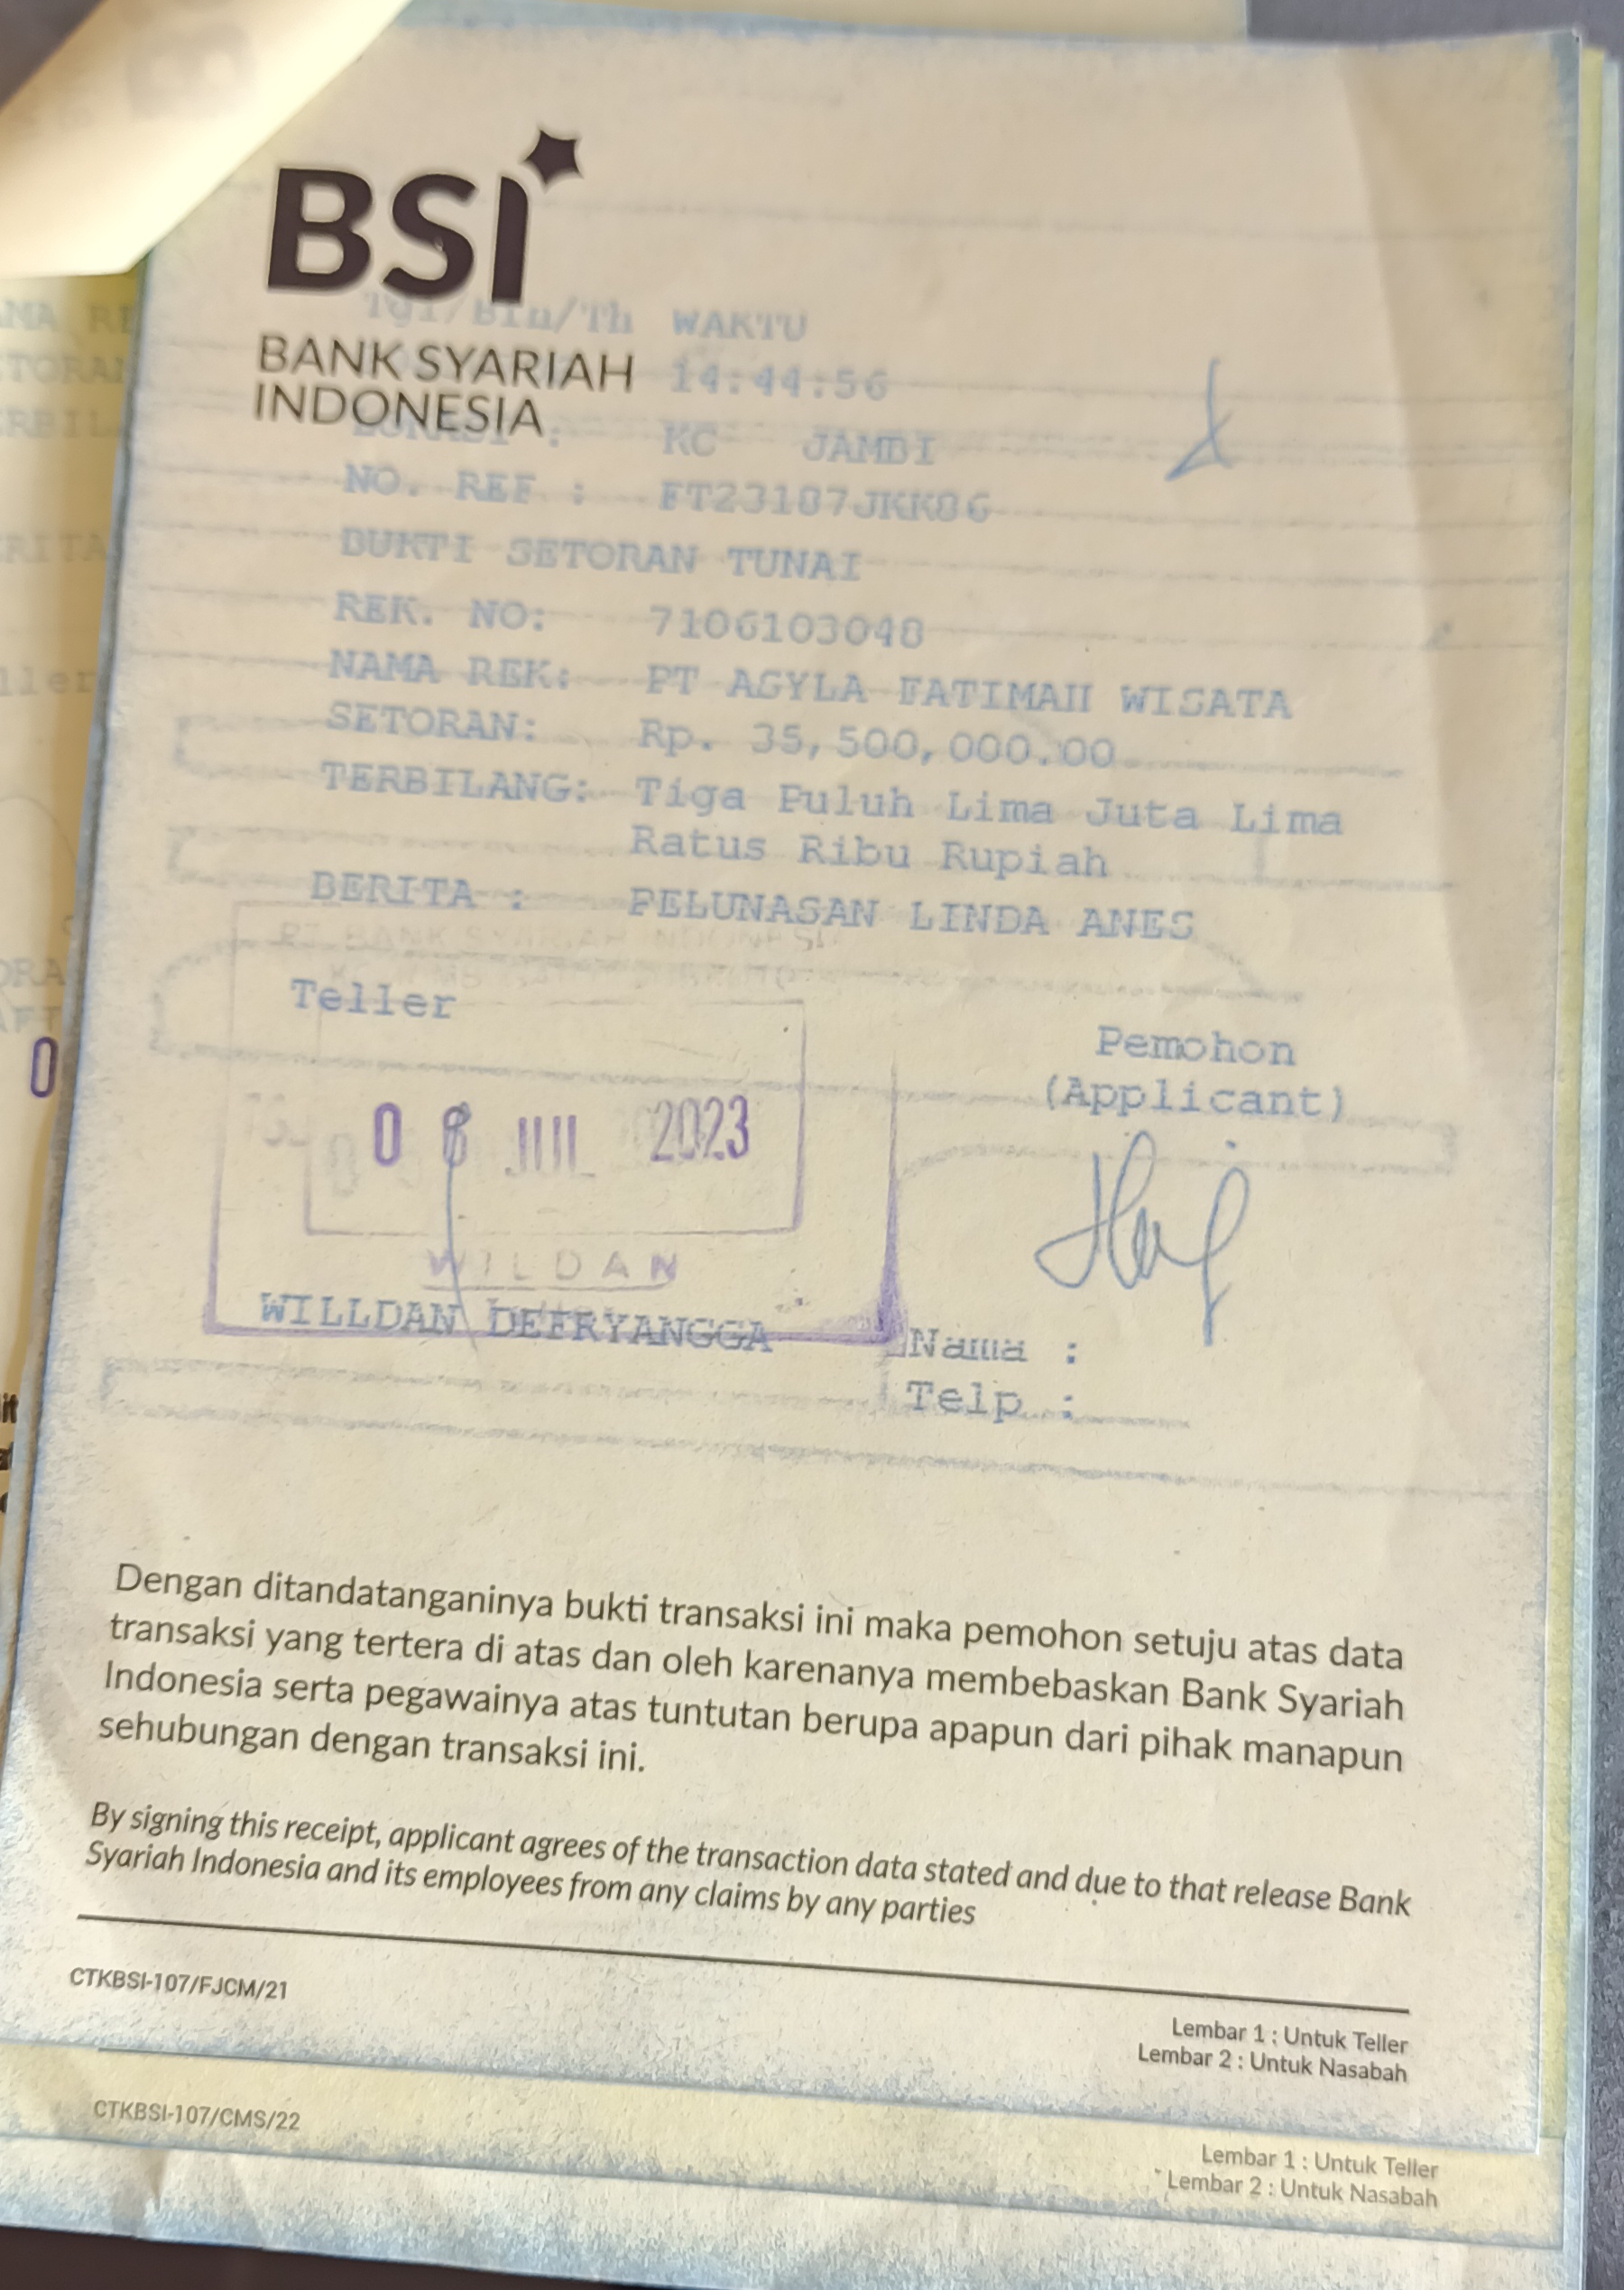 BSI
BANK SYARIAH
INDONESIA
Tgl/Bln/Th WAKTU
14:44:56
LOKASI : KC JAMBI
NO. REF : FT23187JKK86
BUKTI SETORAN TUNAI
REK. NO: 7106103048
NAMA REK: PT AGYLA FATIMAH WISATA
SETORAN: Rp. 35,500,000.00
TERBILANG: Tiga Puluh Lima Juta Lima
Ratus Ribu Rupiah
BERITA : PELUNASAN LINDA ANES
PT. BANK SYARIAH INDONESIA
Teller
Pemohon
(Applicant)
JUL 2023
WILDAN
WILLDAN DEFRYANGGA
Nama :
Telp :
Dengan ditandatanganinya bukti transaksi ini maka pemohon setuju atas data
transaksi yang tertera di atas dan oleh karenanya membebaskan Bank Syariah
Indonesia serta pegawainya atas tuntutan berupa apapun dari pihak manapun
sehubungan dengan transaksi ini.
By signing this receipt, applicant agrees of the transaction data stated and due to that release Bank
Syariah Indonesia and its employees from any claims by any parties
CTKBSI-107/FJCM/21
Lembar 1 : Untuk Teller
Lembar 2 : Untuk Nasabah
CTKBSI-107/CMS/22
Lembar 1 : Untuk Teller
Lembar 2 : Untuk Nasabah